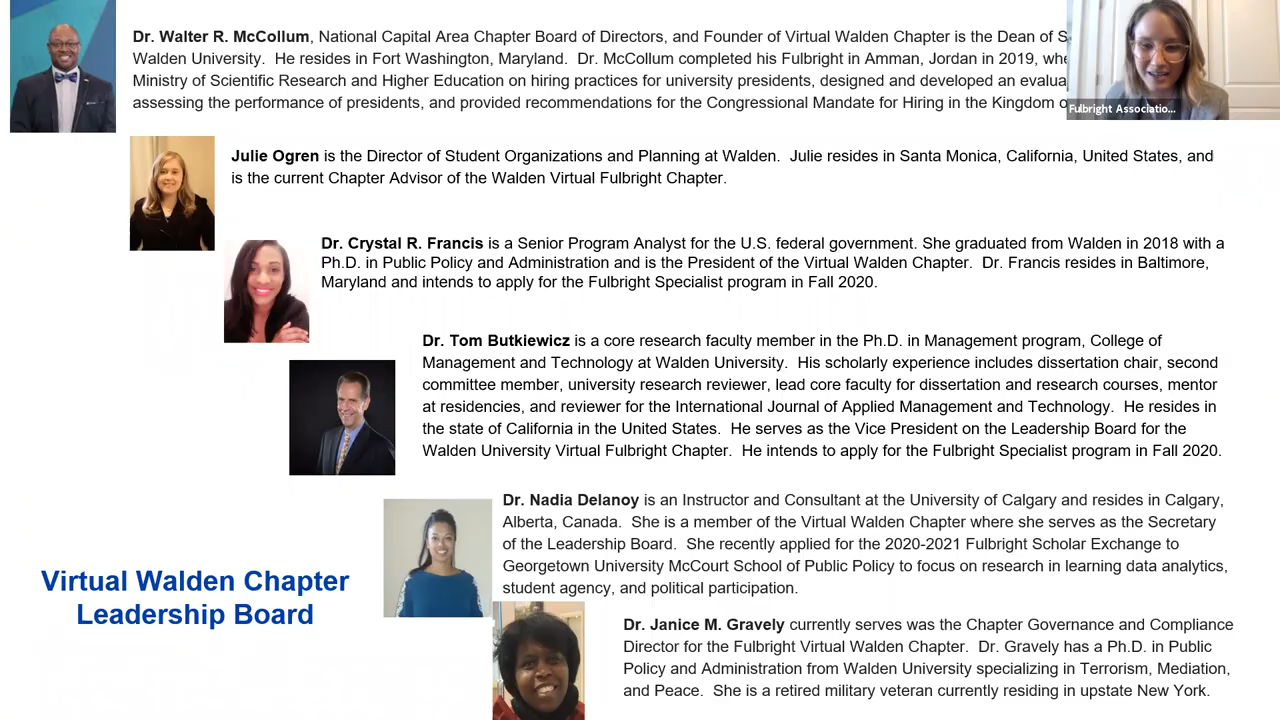 Dr. Walter R. McCollum, National Capital Area Chapter Board of Directors, and Founder of Virtual Walden Chapter is the Dean of
Walden University. He resides in Fort Washington, Maryland. Dr. McCollum completed his Fulbright in Amman, Jordan in 2019,
Ministry of Scientific Research and Higher Education on hiring practices for university presidents, designed and developed an
assessing the performance of presidents, and provided recommendations for the Congressional Mandate for Hiring in the Kingdom
Fulbright Associatio...
Julie Ogren is the Director of Student Organizations and Planning at Walden. Julie resides in Santa Monica, California, United States, and
is the current Chapter Advisor of the Walden Virtual Fulbright Chapter.
Dr. Crystal R. Francis is a Senior Program Analyst for the U.S. federal government. She graduated from Walden in 2018 with a
Ph.D. in Public Policy and Administration and is the President of the Virtual Walden Chapter. Dr. Francis resides in Baltimore,
Maryland and intends to apply for the Fulbright Specialist program in Fall 2020.
Dr. Tom Butkiewicz is a core research faculty member in the Ph.D. in Management program, College of
Management and Technology at Walden University. His scholarly experience includes dissertation chair, second
committee member, university research reviewer, lead core faculty for dissertation and research courses, mentor
at residencies, and reviewer for the International Journal of Applied Management and Technology. He resides in
the state of California in the United States. He serves as the Vice President on the Leadership Board for the
Walden University Virtual Fulbright Chapter. He intends to apply for the Fulbright Specialist program in Fall 2020.
Dr. Nadia Delanoy is an Instructor and Consultant at the University of Calgary and resides in Calgary,
Alberta, Canada. She is a member of the Virtual Walden Chapter where she serves as the Secretary
of the Leadership Board. She recently applied for the 2020-2021 Fulbright Scholar Exchange to
Georgetown University McCourt School of Public Policy to focus on research in learning data analytics,
student agency, and political participation.
Virtual Walden Chapter
Leadership Board
Dr. Janice M. Gravely currently serves was the Chapter Governance and Compliance
Director for the Fulbright Virtual Walden Chapter. Dr. Gravely has a Ph.D. in Public
Policy and Administration from Walden University specializing in Terrorism, Mediation,
and Peace. She is a retired military veteran currently residing in upstate New York.